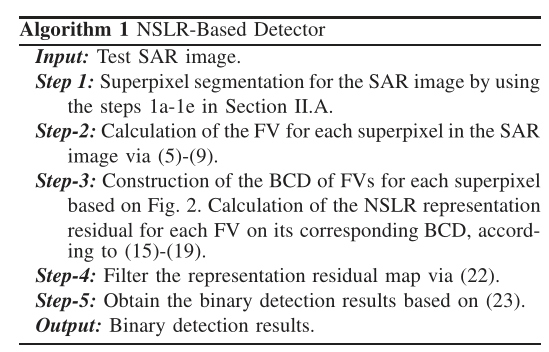 Algorithm 1 NSLR-Based Detector
Input: Test SAR image.
Step 1: Superpixel segmentation for the SAR image by using
the steps 1a-1e in Section II.A.
Step-2: Calculation of the FV for each superpixel in the SAR
image via (5)-(9).
Step-3: Construction of the BCD of FVs for each superpixel
based on Fig. 2. Calculation of the NSLR representation
residual for each FV on its corresponding BCD, accord-
ing to (15)-(19).
Step-4: Filter the representation residual map via (22).
Step-5: Obtain the binary detection results based on (23).
Output: Binary detection results.